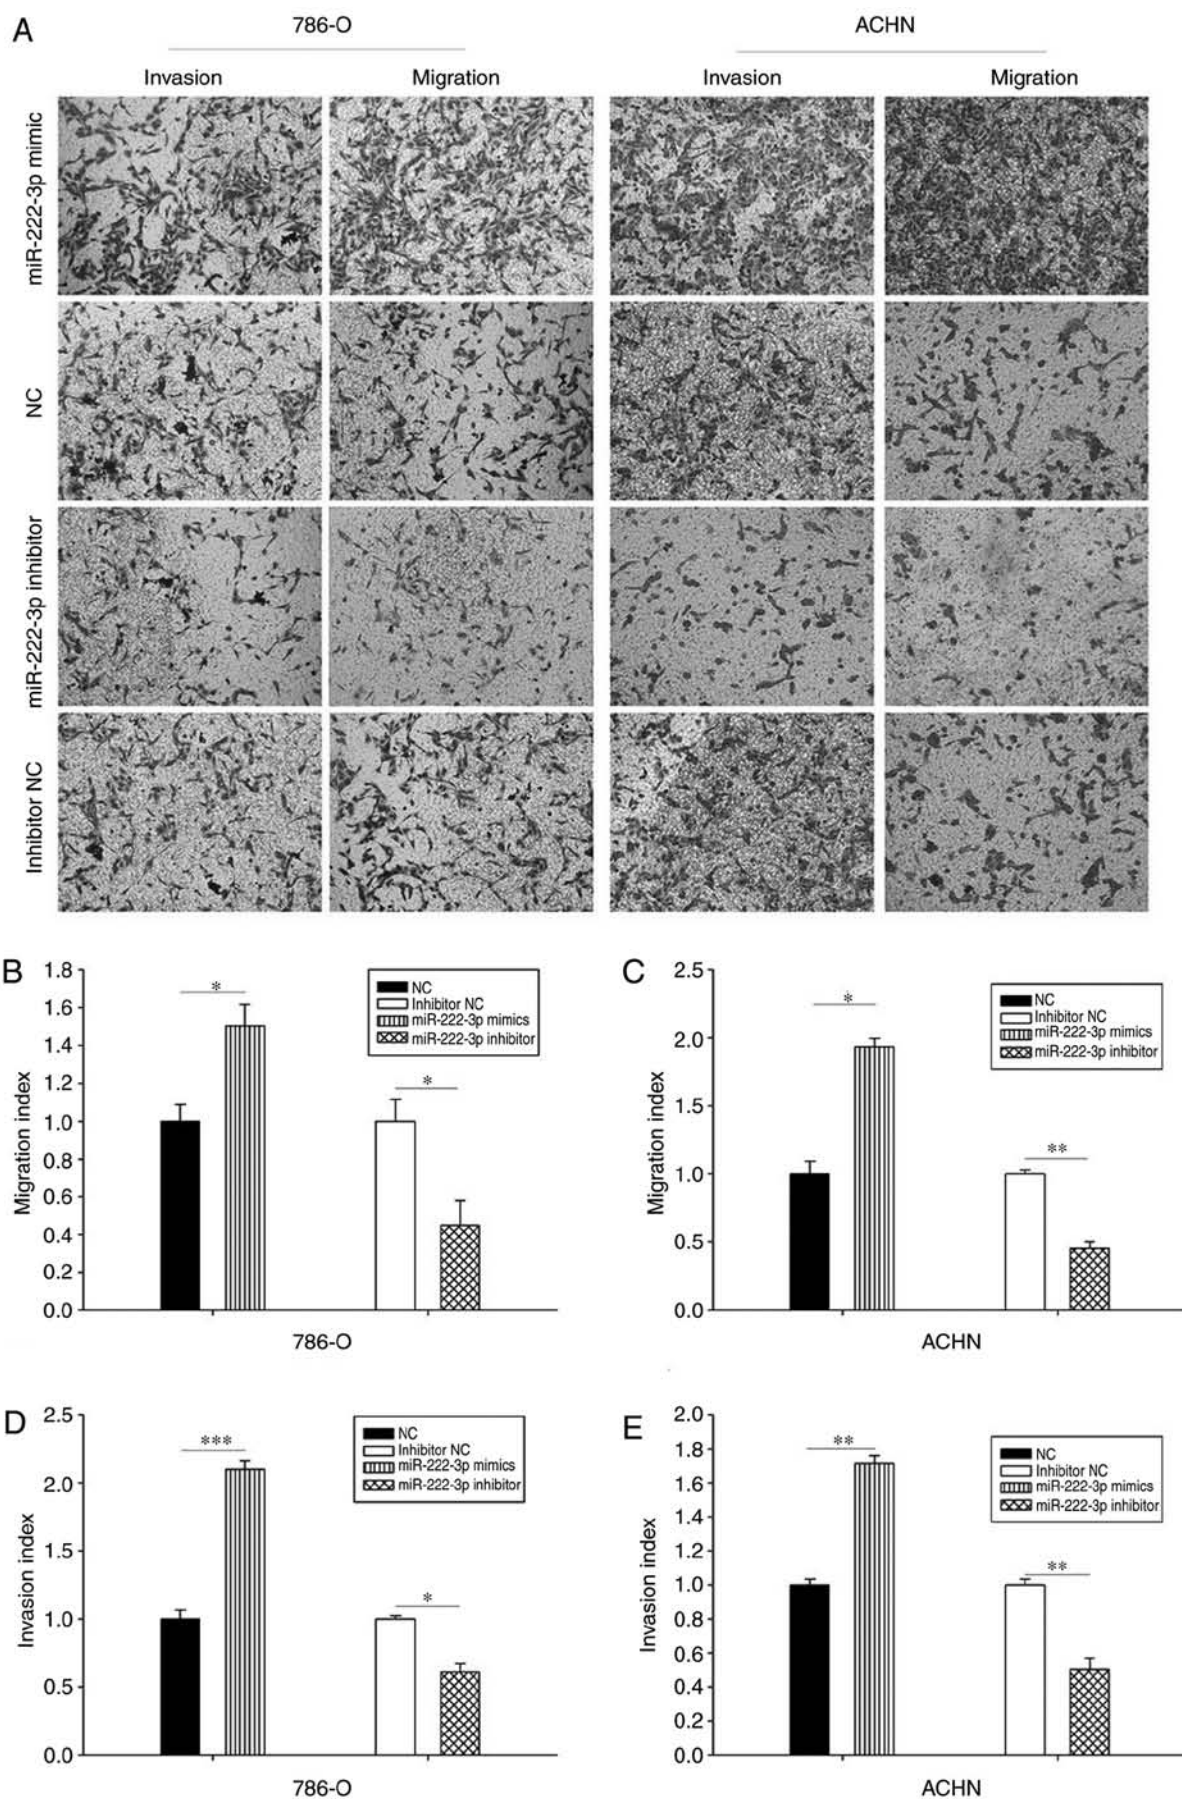 A
786-O
ACHN
Invasion
Migration
Invasion
Migration
miR-222-3p mimic
NC
miR-222-3p inhibitor
Inhibitor NC
B
1.8
1.6
1.4
1.2
1.0
0.8
0.6
0.4
0.2
0.0
Migration index
*
*
NC
Inhibitor NC
miR-222-3p mimics
miR-222-3p inhibitor
786-O
C
2.5
2.0
1.5
1.0
0.5
0.0
Migration index
*
**
NC
Inhibitor NC
miR-222-3p mimics
miR-222-3p inhibitor
ACHN
D
2.5
2.0
1.5
1.0
0.5
0.0
Invasion index
***
*
NC
Inhibitor NC
miR-222-3p mimics
miR-222-3p inhibitor
786-O
E
2.0
1.8
1.6
1.4
1.2
1.0
0.8
0.6
0.4
0.2
0.0
Invasion index
**
**
NC
Inhibitor NC
miR-222-3p mimics
miR-222-3p inhibitor
ACHN